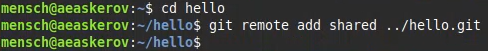 mensch@aeaskerov:~$ cd hello
mensch@aeaskerov:~/hello$ git remote add shared ../hello.git
mensch@aeaskerov:~/hello$